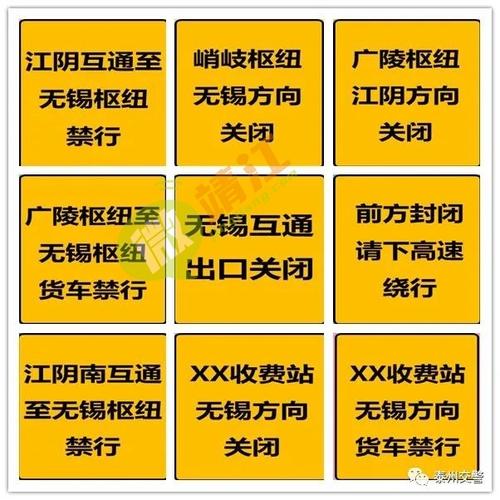 江阴互通至
无锡枢纽
禁行
峭岐枢纽
无锡方向
关闭
广陵枢纽
江阴方向
关闭
广陵枢纽至
无锡枢纽
货车禁行
无锡互通
出口关闭
前方封闭
请下高速
绕行
江阴南互通
至无锡枢纽
禁行
XX收费站
无锡方向
关闭
XX收费站
无锡方向
货车禁行
微靖江
泰州交警